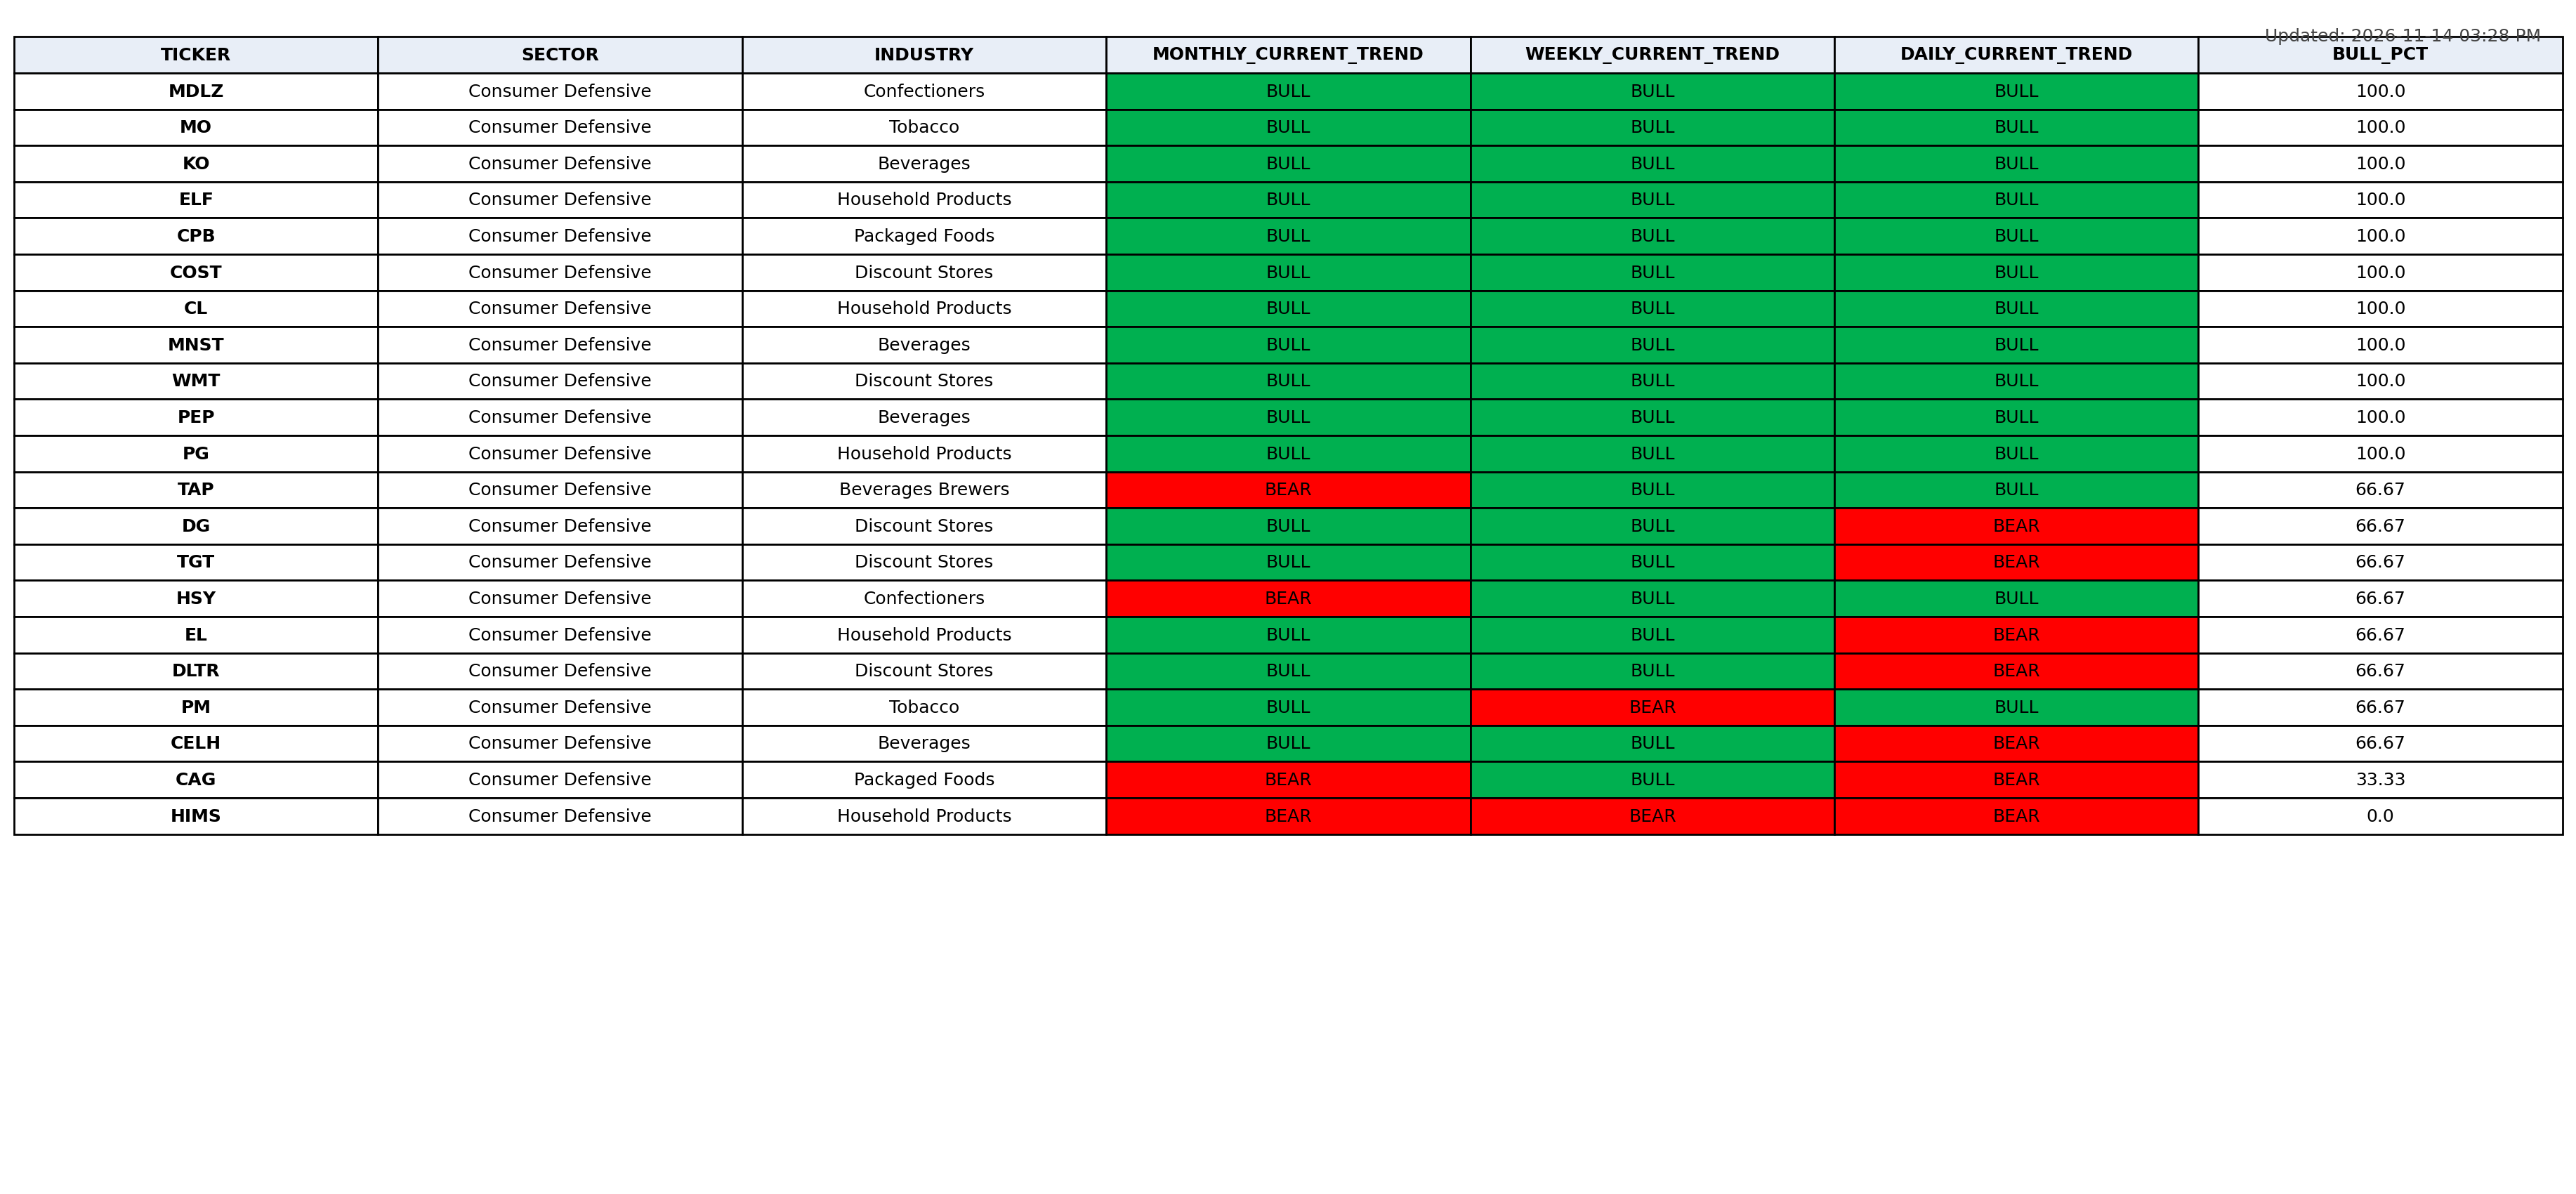 Updated: 2026-11-14 03:28 PM
TICKER SECTOR INDUSTRY MONTHLY_CURRENT_TREND WEEKLY_CURRENT_TREND DAILY_CURRENT_TREND BULL_PCT
MDLZ Consumer Defensive Confectioners BULL BULL BULL 100.0
MO Consumer Defensive Tobacco BULL BULL BULL 100.0
KO Consumer Defensive Beverages BULL BULL BULL 100.0
ELF Consumer Defensive Household Products BULL BULL BULL 100.0
CPB Consumer Defensive Packaged Foods BULL BULL BULL 100.0
COST Consumer Defensive Discount Stores BULL BULL BULL 100.0
CL Consumer Defensive Household Products BULL BULL BULL 100.0
MNST Consumer Defensive Beverages BULL BULL BULL 100.0
WMT Consumer Defensive Discount Stores BULL BULL BULL 100.0
PEP Consumer Defensive Beverages BULL BULL BULL 100.0
PG Consumer Defensive Household Products BULL BULL BULL 100.0
TAP Consumer Defensive Beverages Brewers BEAR BULL BULL 66.67
DG Consumer Defensive Discount Stores BULL BULL BEAR 66.67
TGT Consumer Defensive Discount Stores BULL BULL BEAR 66.67
HSY Consumer Defensive Confectioners BEAR BULL BULL 66.67
EL Consumer Defensive Household Products BULL BULL BEAR 66.67
DLTR Consumer Defensive Discount Stores BULL BULL BEAR 66.67
PM Consumer Defensive Tobacco BULL BEAR BULL 66.67
CELH Consumer Defensive Beverages BULL BULL BEAR 66.67
CAG Consumer Defensive Packaged Foods BEAR BULL BEAR 33.33
HIMS Consumer Defensive Household Products BEAR BEAR BEAR 0.0